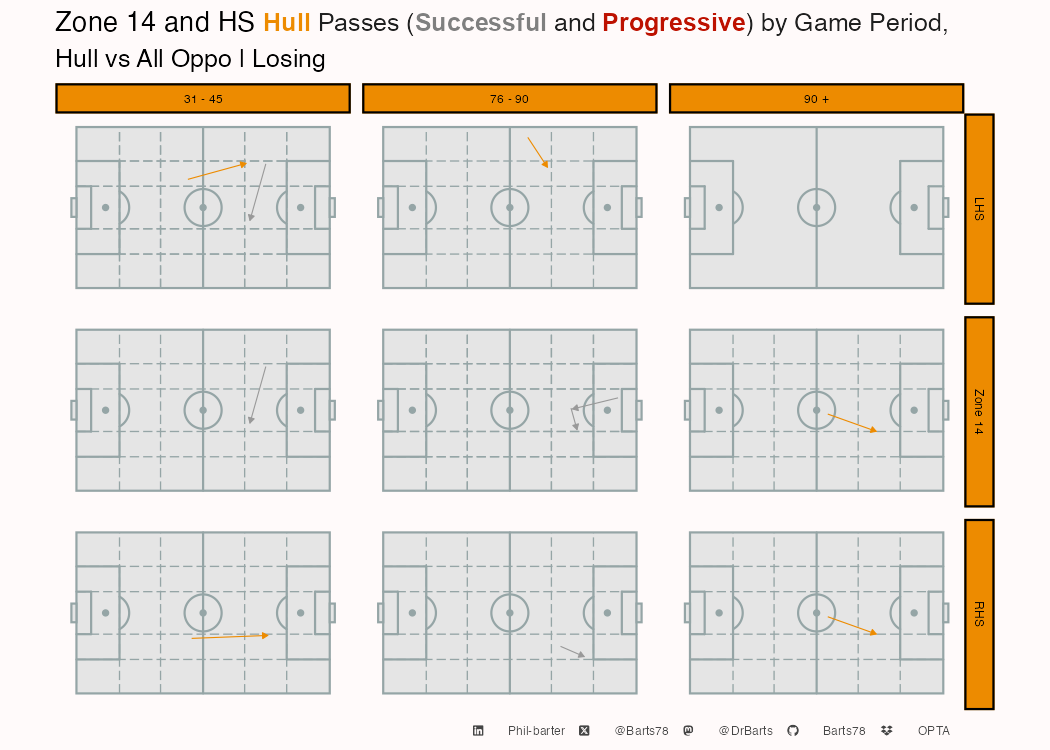 Zone 14 and HS Hull Passes (Successful and Progressive) by Game Period,
Hull vs All Oppo | Losing
31 - 45
76 - 90
90 +
LHS
Zone 14
RHS
Phil-barter @Barts78 @DrBarts Barts78 OPTA